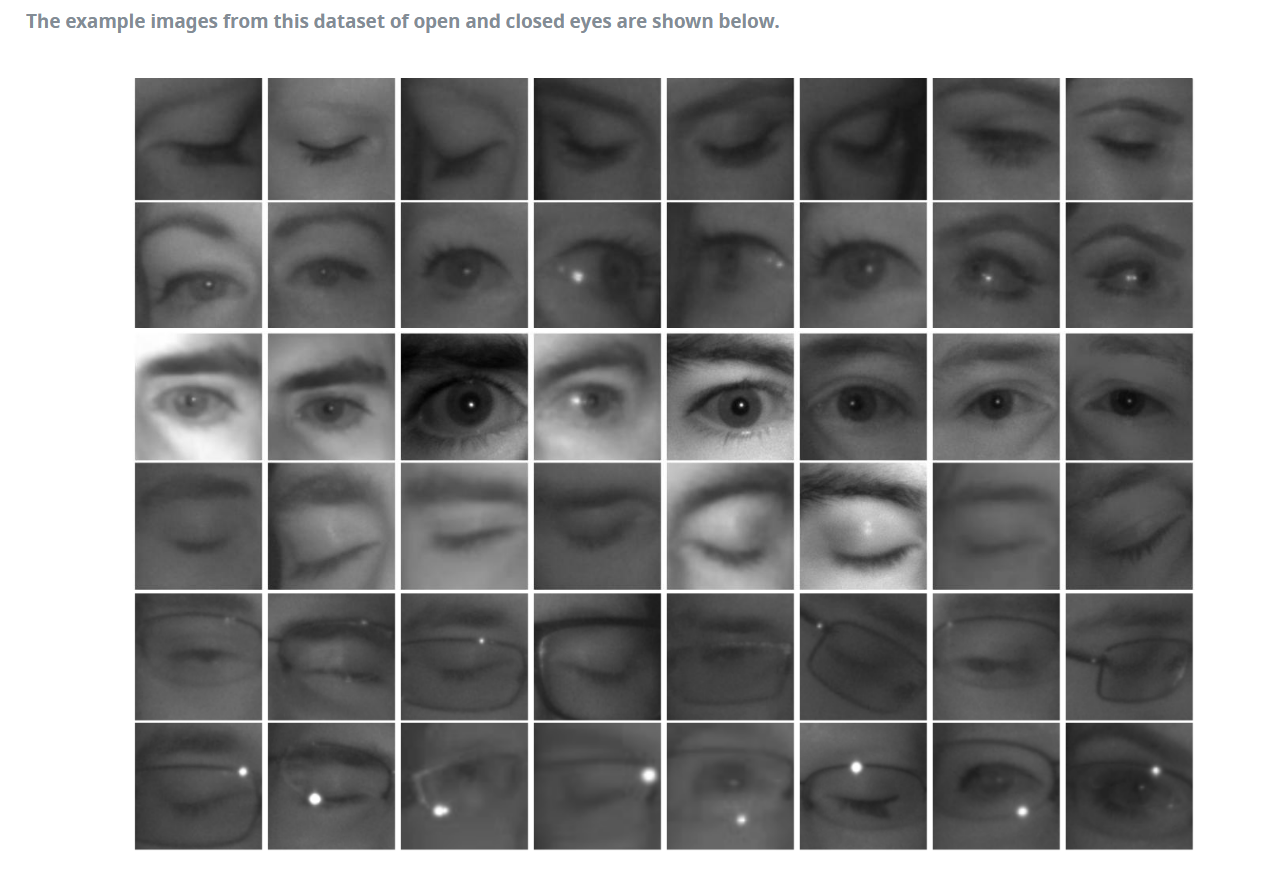 The example images from this dataset of open and closed eyes are shown below.